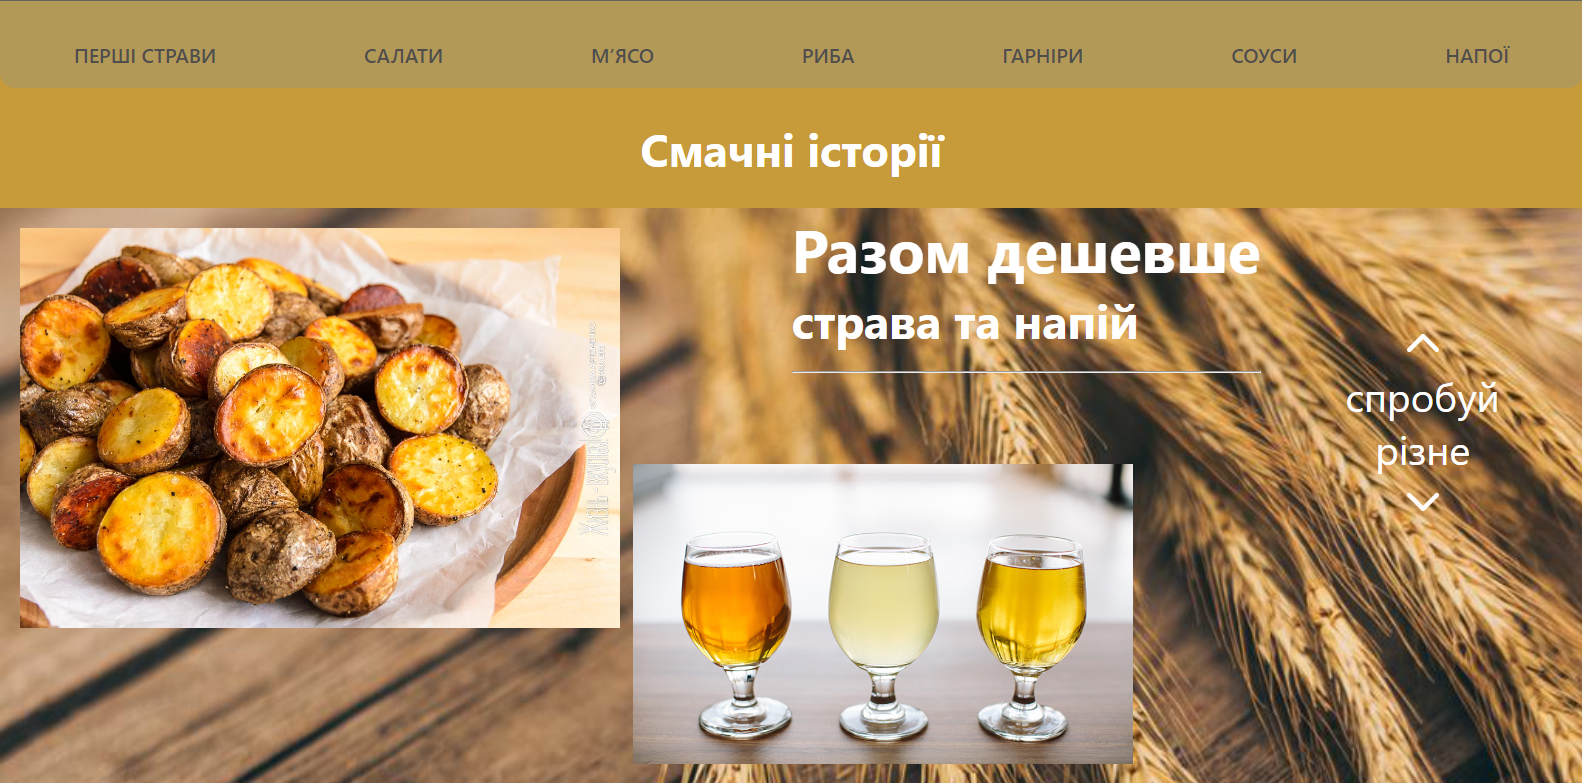 ПЕРШІ СТРАВИ САЛАТИ М'ЯСО РИБА ГАРНІРИ СОУСИ НАПОЇ
Смачні історії
Разом дешевше
страва та напій
спробуй
різне